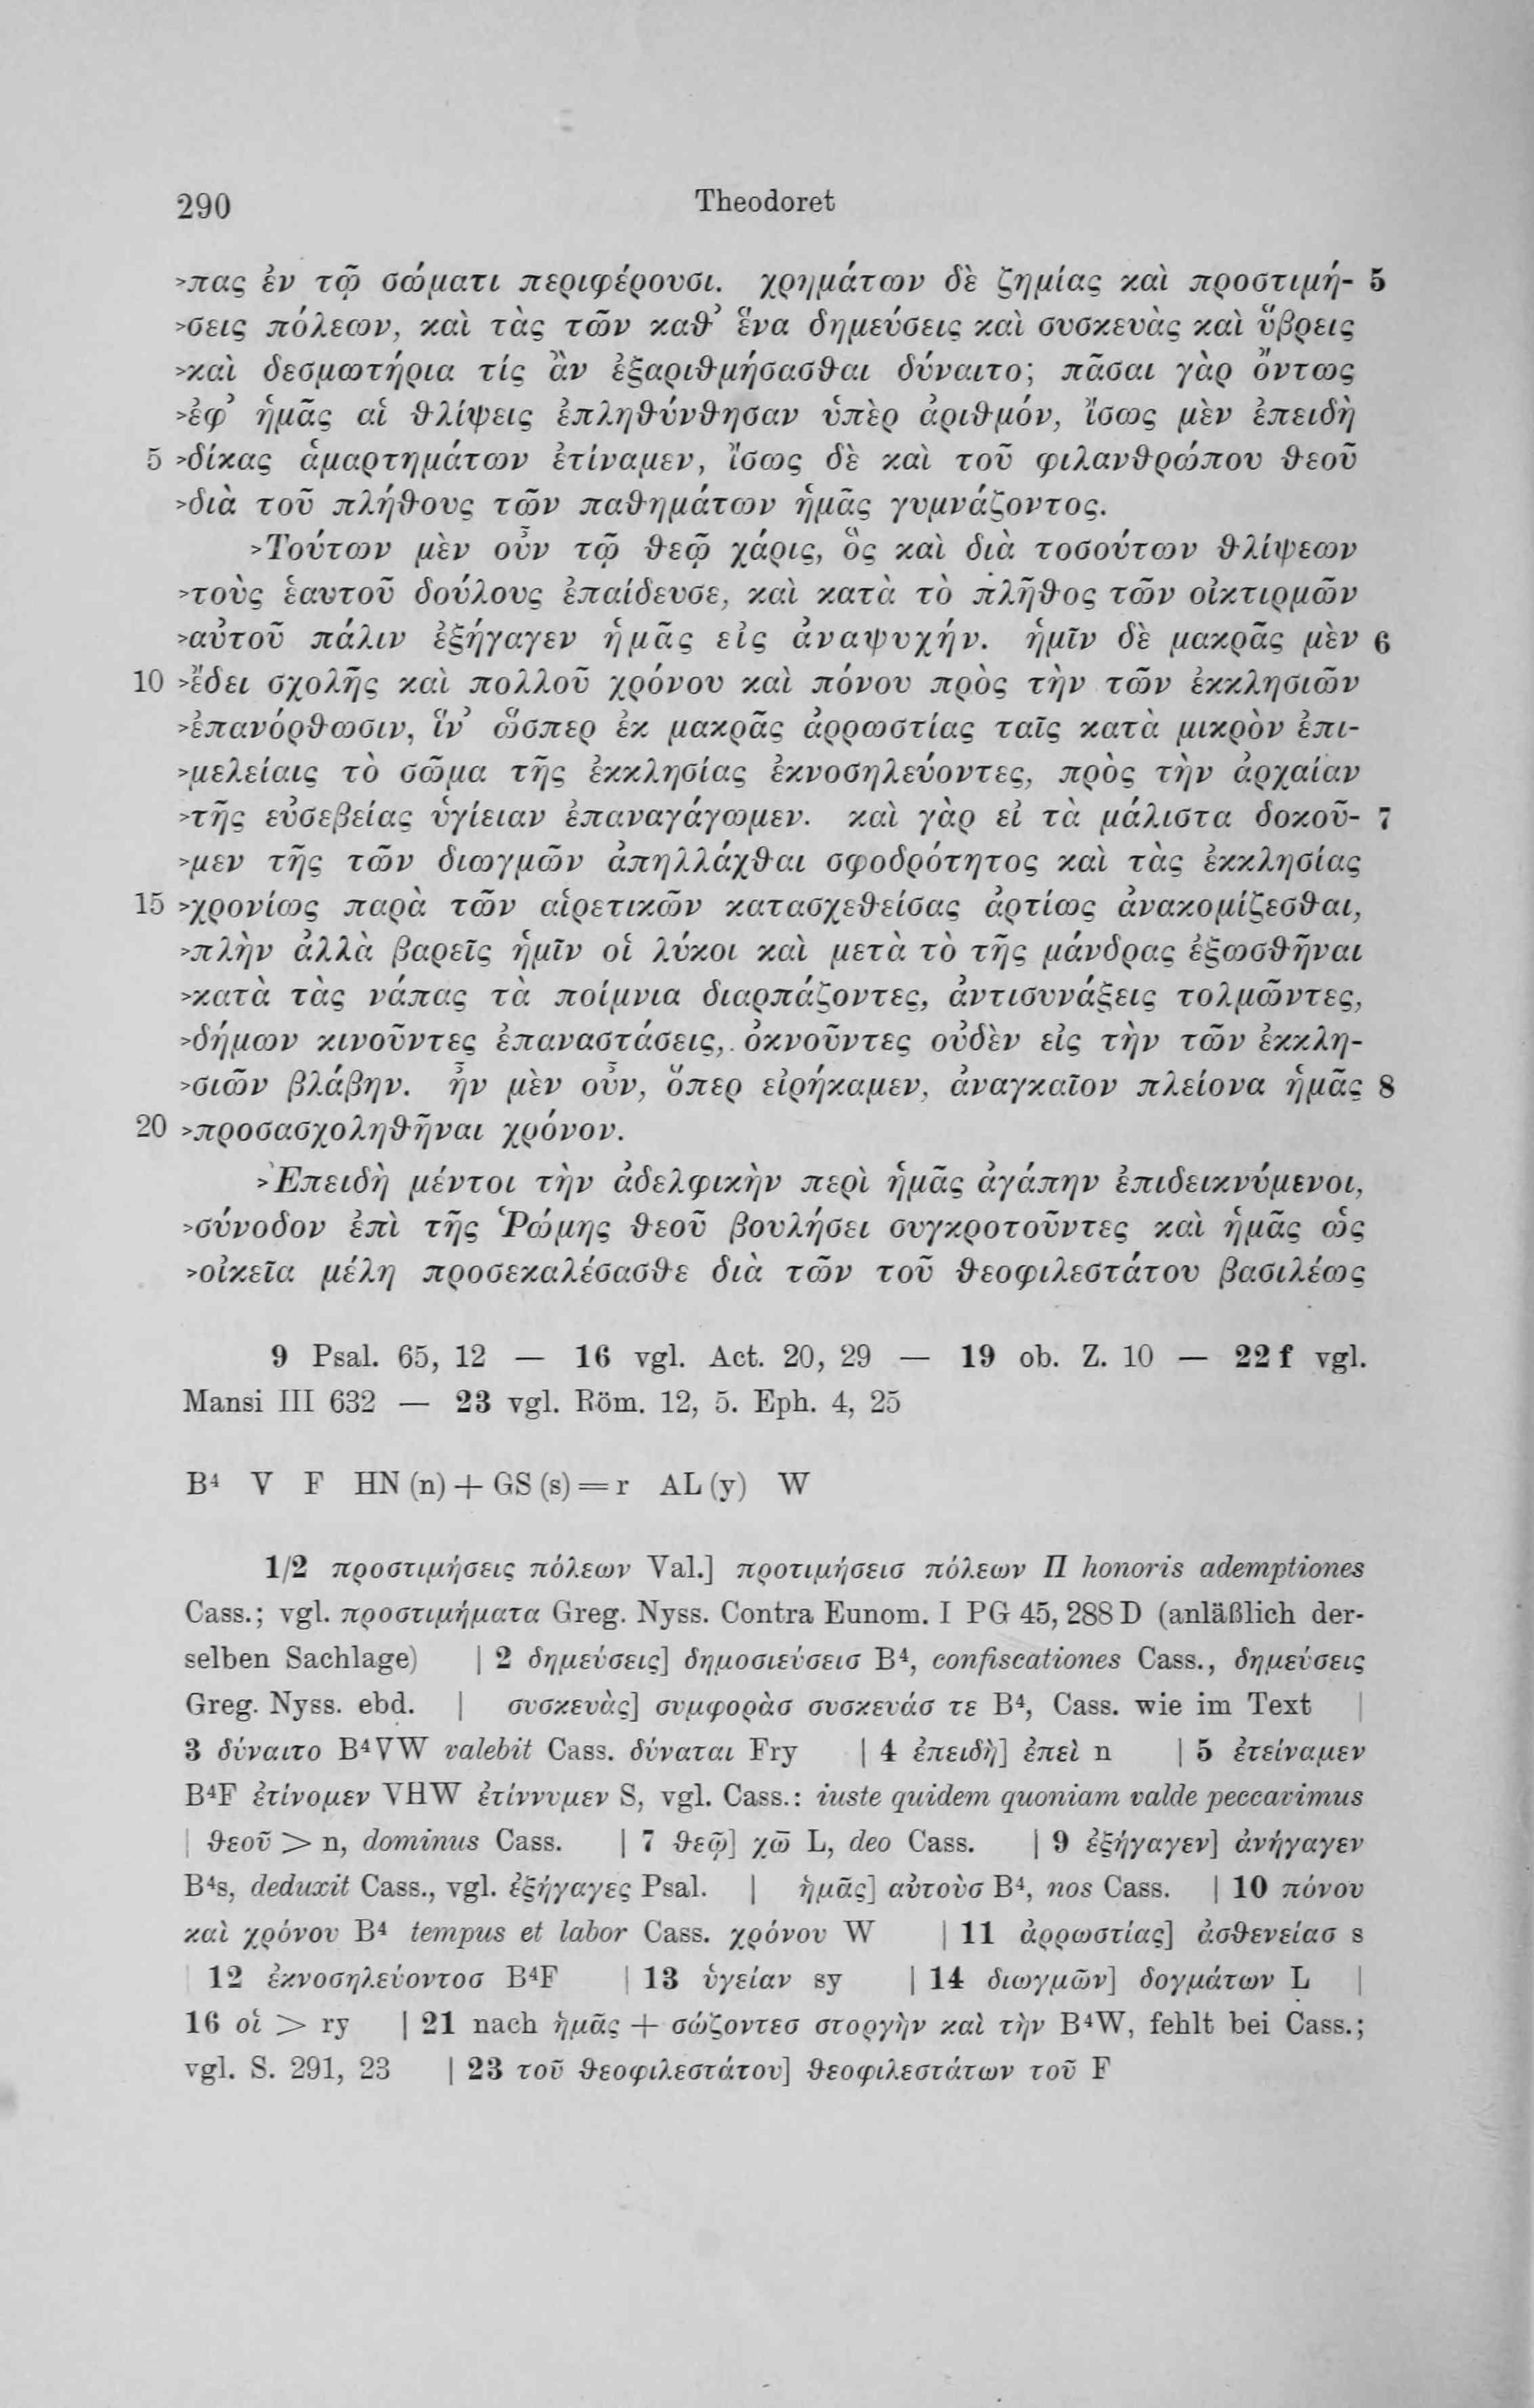 290 Theodoret
>πας ἐν τῷ σώματι περιφέρουσι. χρημάτων δὲ ζημίας καὶ προστιμή- 5
>σεις πόλεων, καὶ τὰς τῶν καθ' ἕνα δημεύσεις καὶ συσκευὰς καὶ ὕβρεις
>καὶ δεσμωτήρια τίς ἂν ἐξαριθμήσασθαι δύναιτο; πᾶσαι γὰρ ὄντως
>ἐφ' ἡμᾶς αἱ θλίψεις ἐπληθύνθησαν ὑπὲρ ἀριθμόν, ἴσως μὲν ἐπειδὴ
5 >δίκας ἁμαρτημάτων ἐτίναμεν, ἴσως δὲ καὶ τοῦ φιλανθρώπου θεοῦ
>διὰ τοῦ πλήθους τῶν παθημάτων ἡμᾶς γυμνάζοντος.
>Τούτων μὲν οὖν τῷ θεῷ χάρις, ὃς καὶ διὰ τοσούτων θλίψεων
>τοὺς ἑαυτοῦ δούλους ἐπαίδευσε, καὶ κατὰ τὸ πλῆθος τῶν οἰκτιρμῶν
>αὐτοῦ πάλιν ἐξήγαγεν ἡμᾶς εἰς ἀναψυχήν. ἡμῖν δὲ μακρᾶς μὲν 6
10 >ἔδει σχολῆς καὶ πολλοῦ χρόνου καὶ πόνου πρὸς τὴν τῶν ἐκκλησιῶν
>ἐπανόρθωσιν, ἵν' ὥσπερ ἐκ μακρᾶς ἀρρωστίας ταῖς κατὰ μικρὸν ἐπι-
>μελείαις τὸ σῶμα τῆς ἐκκλησίας ἐκνοσηλεύοντες, πρὸς τὴν ἀρχαίαν
>τῆς εὐσεβείας ὑγίειαν ἐπαναγάγωμεν. καὶ γὰρ εἰ τὰ μάλιστα δοκοῦ- 7
>μεν τῆς τῶν διωγμῶν ἀπηλλάχθαι σφοδρότητος καὶ τὰς ἐκκλησίας
15 >χρονίως παρὰ τῶν αἱρετικῶν κατασχεθείσας ἀρτίως ἀνακομίζεσθαι,
>πλὴν ἀλλὰ βαρεῖς ἡμῖν οἱ λύκοι καὶ μετὰ τὸ τῆς μάνδρας ἐξωσθῆναι
>κατὰ τὰς νάπας τὰ ποίμνια διαρπάζοντες, ἀντισυνάξεις τολμῶντες,
>δήμων κινοῦντες ἐπαναστάσεις, ὀκνοῦντες οὐδὲν εἰς τὴν τῶν ἐκκλη-
>σιῶν βλάβην. ἦν μὲν οὖν, ὅπερ εἰρήκαμεν, ἀναγκαῖον πλείονα ἡμᾶς 8
20 >προσασχοληθῆναι χρόνον.
>Ἐπειδὴ μέντοι τὴν ἀδελφικὴν περὶ ἡμᾶς ἀγάπην ἐπιδεικνύμενοι,
>σύνοδον ἐπὶ τῆς Ῥώμης θεοῦ βουλήσει συγκροτοῦντες καὶ ἡμᾶς ὡς
>οἰκεῖα μέλη προσεκαλέσασθε διὰ τῶν τοῦ θεοφιλεστάτου βασιλέως
9 Psal. 65, 12 — 16 vgl. Act. 20, 29 — 19 ob. Z. 10 — 22 f vgl.
Mansi III 632 — 23 vgl. Röm. 12, 5. Eph. 4, 25
B⁴ V F HN (n) + GS (s) = r AL (y) W
1/2 προστιμήσεις πόλεων Val.] προτιμήσεισ πόλεων Π honoris ademptiones
Cass.; vgl. προστιμήματα Greg. Nyss. Contra Eunom. I PG 45, 288 D (anläßlich der-
selben Sachlage) | 2 δημεύσεις] δημοσιεύσεισ B⁴, confiscationes Cass., δημεύσεις
Greg. Nyss. ebd. | συσκευὰς] συμφορὰσ συσκευάσ τε B⁴, Cass. wie im Text |
3 δύναιτο B⁴VW valebit Cass. δύναται Fry | 4 ἐπειδὴ] ἐπεὶ n | 5 ἐτείναμεν
B⁴F ἐτίνομεν VHW ἐτίννυμεν S, vgl. Cass.: iuste quidem quoniam valde peccavimus
| θεοῦ > n, dominus Cass. | 7 θεῷ] χω̄ L, deo Cass. | 9 ἐξήγαγεν] ἀνήγαγεν
B⁴s, deduxit Cass., vgl. ἐξήγαγες Psal. | ἡμᾶς] αὐτοὺσ B⁴, nos Cass. | 10 πόνου
καὶ χρόνου B⁴ tempus et labor Cass. χρόνου W | 11 ἀρρωστίας] ἀσθενείασ s
| 12 ἐκνοσηλεύοντοσ B⁴F | 13 ὑγείαν sy | 14 διωγμῶν] δογμάτων L |
16 οἱ > ry | 21 nach ἡμᾶς + σώζοντεσ στοργὴν καὶ τὴν B⁴W, fehlt bei Cass.;
vgl. S. 291, 23 | 23 τοῦ θεοφιλεστάτου] θεοφιλεστάτων τοῦ F